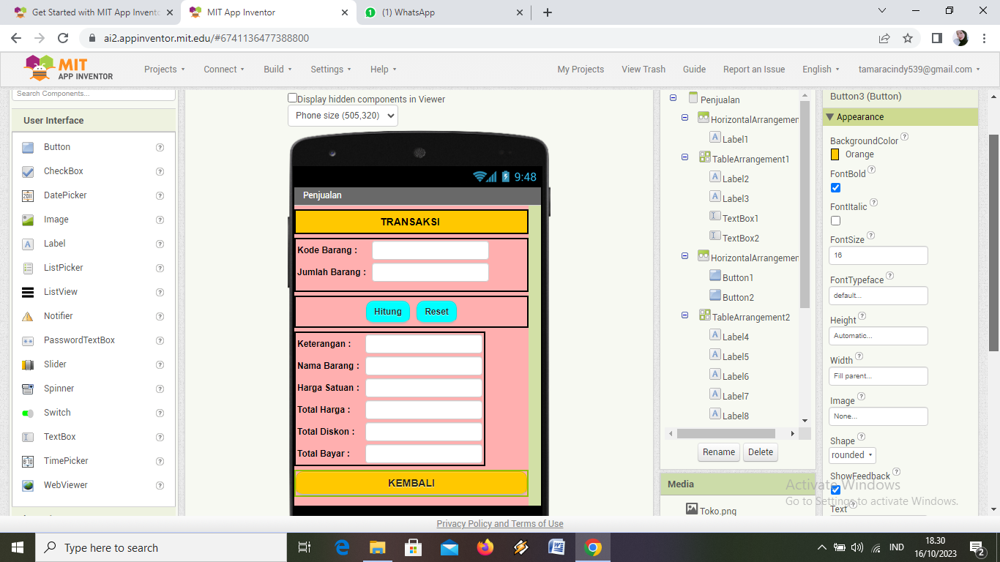 Get Started with MIT App Invento
MIT App Inventor
(1) WhatsApp
ai2.appinventor.mit.edu/#6741136477388800
MIT
APP INVENTOR
Projects
Connect
Build
Settings
Help
My Projects
View Trash
Guide
Report an Issue
English
tamaracindy539@gmail.com
Search Components...
User Interface
Button
CheckBox
DatePicker
Image
Label
ListPicker
ListView
Notifier
PasswordTextBox
Slider
Spinner
Switch
TextBox
TimePicker
WebViewer
Display hidden components in Viewer
Phone size (505,320)
9:48
Penjualan
TRANSAKSI
Kode Barang :
Jumlah Barang :
Hitung
Reset
Keterangan :
Nama Barang :
Harga Satuan :
Total Harga :
Total Diskon :
Total Bayar :
KEMBALI
Penjualan
HorizontalArrangemen
Label1
TableArrangement1
Label2
Label3
TextBox1
TextBox2
HorizontalArrangemen
Button1
Button2
TableArrangement2
Label4
Label5
Label6
Label7
Label8
Rename
Delete
Media
Toko.png
Button3 (Button)
Appearance
BackgroundColor
Orange
FontBold
FontItalic
FontSize
16
FontTypeface
default...
Height
Automatic...
Width
Fill parent...
Image
None...
Shape
rounded
ShowFeedback
Text
Activate Windows
Go to Settings to activate Windows.
Privacy Policy and Terms of Use
Type here to search
IND
18.30
16/10/2023
2